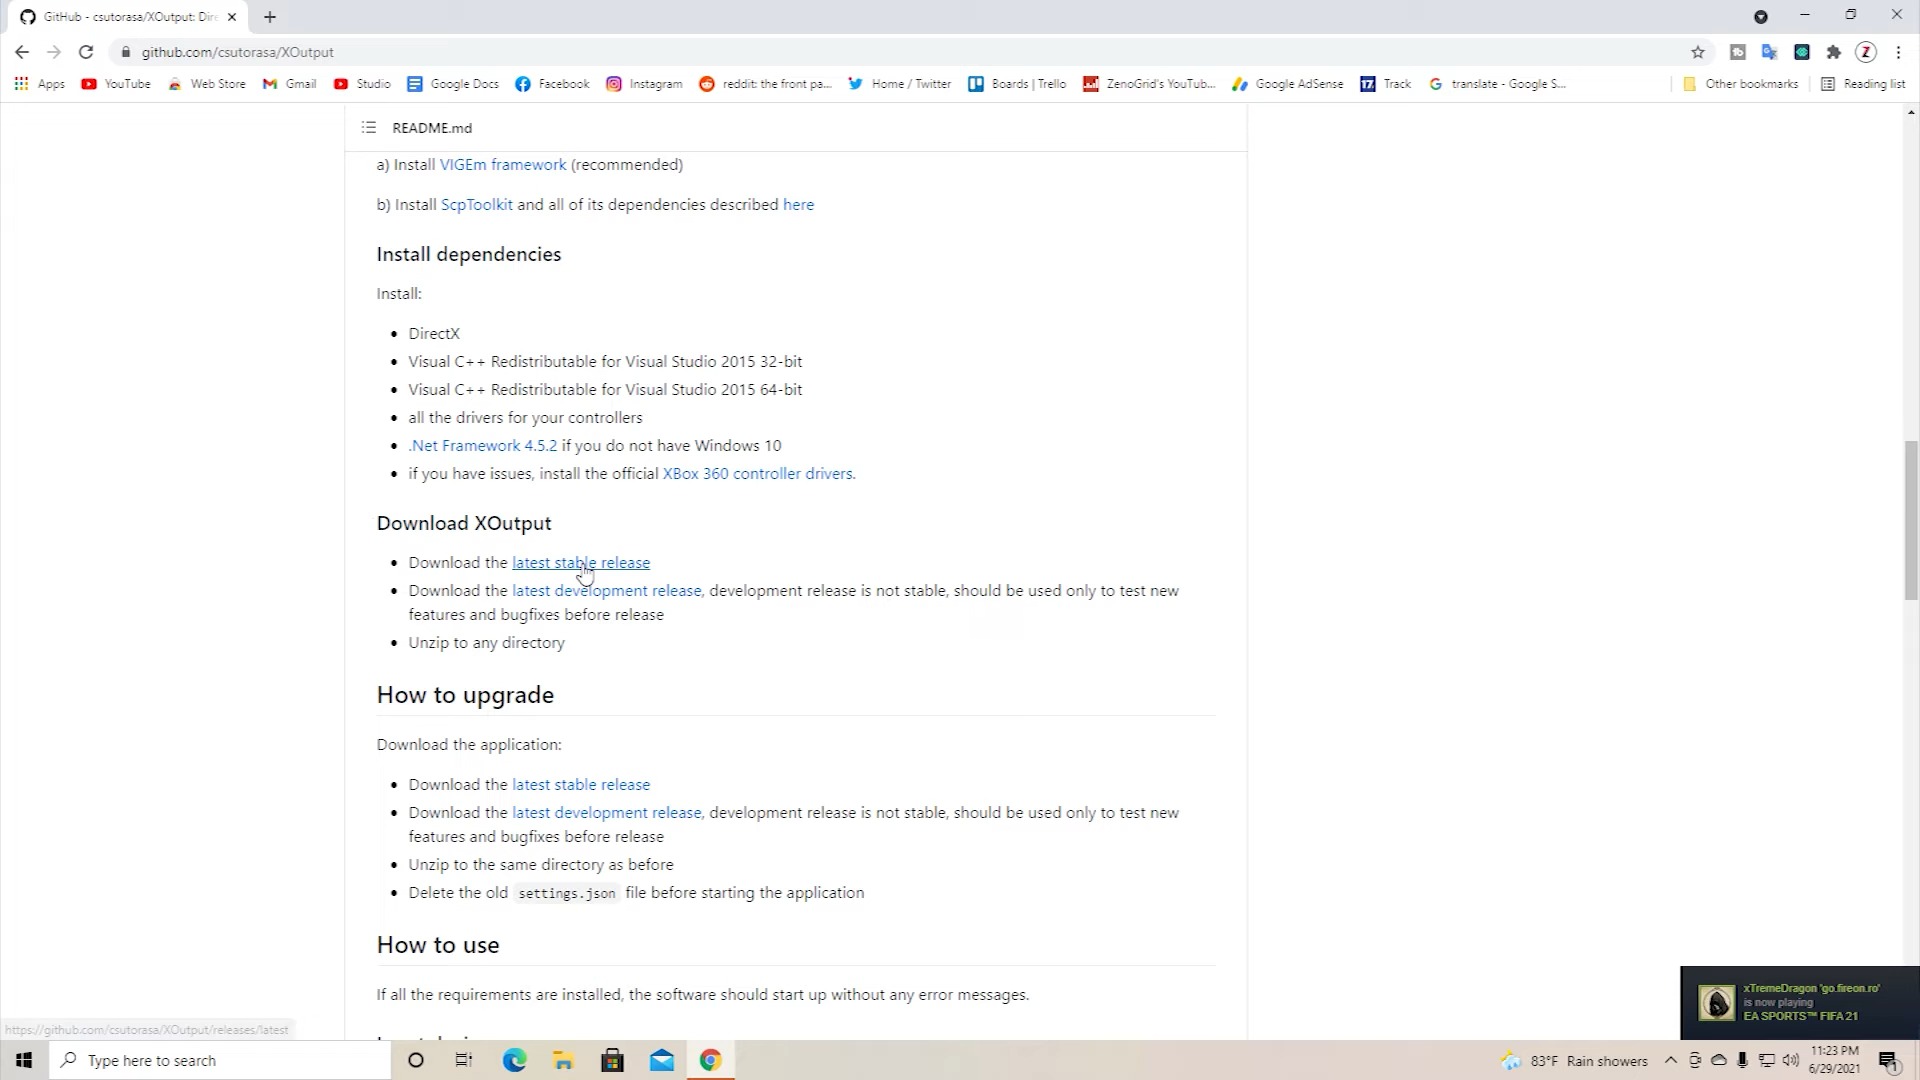 GitHub - csutorasa/XOutput: Dire
github.com/csutorasa/XOutput
Apps YouTube Web Store Gmail Studio Google Docs Facebook Instagram reddit: the front pa... Home / Twitter Boards | Trello ZenoGrid's YouTub... Google AdSense 17 Track translate - Google S... Other bookmarks Reading list
README.md
a) Install VIGEm framework (recommended)
b) Install ScpToolkit and all of its dependencies described here
Install dependencies
Install:
• DirectX
• Visual C++ Redistributable for Visual Studio 2015 32-bit
• Visual C++ Redistributable for Visual Studio 2015 64-bit
• all the drivers for your controllers
• .Net Framework 4.5.2 if you do not have Windows 10
• if you have issues, install the official XBox 360 controller drivers.
Download XOutput
• Download the latest stable release
• Download the latest development release, development release is not stable, should be used only to test new
features and bugfixes before release
• Unzip to any directory
How to upgrade
Download the application:
• Download the latest stable release
• Download the latest development release, development release is not stable, should be used only to test new
features and bugfixes before release
• Unzip to the same directory as before
• Delete the old settings.json file before starting the application
How to use
If all the requirements are installed, the software should start up without any error messages.
xTremeDragon 'go.fireon.ro'
is now playing
EA SPORTS™ FIFA 21
https://github.com/csutorasa/XOutput/releases/latest
Type here to search
83°F Rain showers
11:23 PM
6/29/2021